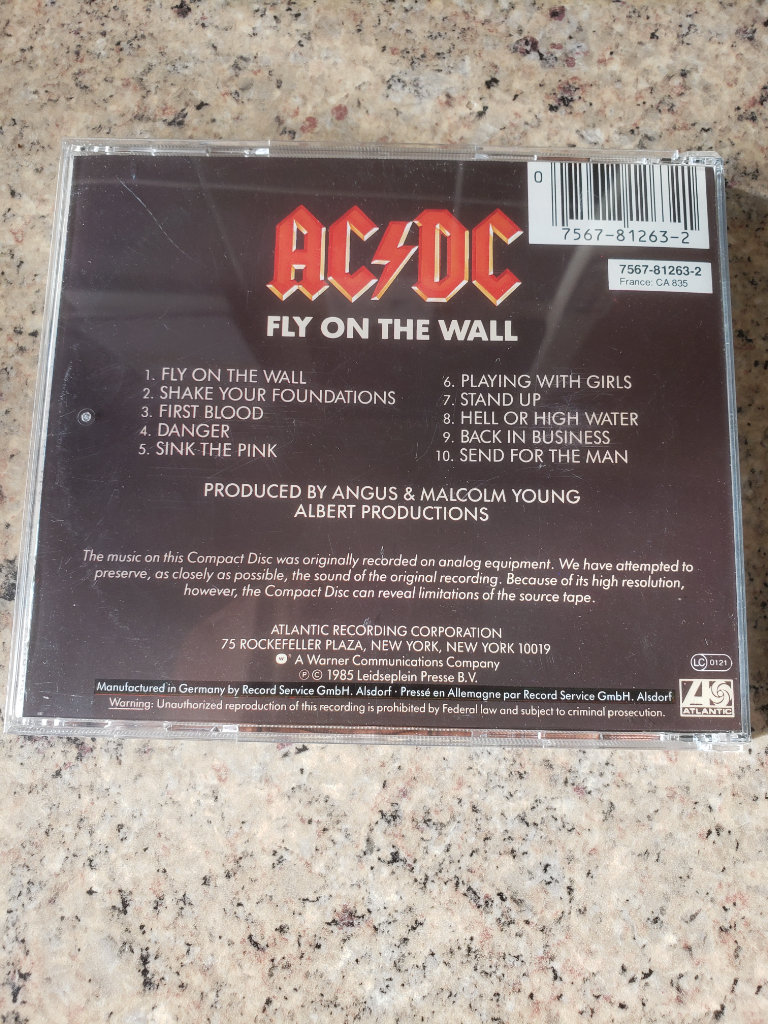 0
7567-81263-2
7567-81263-2
France: CA 835
AC DC
FLY ON THE WALL
1. FLY ON THE WALL
2. SHAKE YOUR FOUNDATIONS
3. FIRST BLOOD
4. DANGER
5. SINK THE PINK
6. PLAYING WITH GIRLS
7. STAND UP
8. HELL OR HIGH WATER
9. BACK IN BUSINESS
10. SEND FOR THE MAN
PRODUCED BY ANGUS & MALCOLM YOUNG
ALBERT PRODUCTIONS
The music on this Compact Disc was originally recorded on analog equipment. We have attempted to
preserve, as closely as possible, the sound of the original recording. Because of its high resolution,
however, the Compact Disc can reveal limitations of the source tape.
ATLANTIC RECORDING CORPORATION
75 ROCKEFELLER PLAZA, NEW YORK, NEW YORK 10019
A Warner Communications Company
℗ © 1985 Leidseplein Presse B.V.
Manufactured in Germany by Record Service GmbH. Alsdorf · Pressé en Allemagne par Record Service GmbH. Alsdorf
Warning: Unauthorized reproduction of this recording is prohibited by Federal law and subject to criminal prosecution.
LC 0121
ATLANTIC